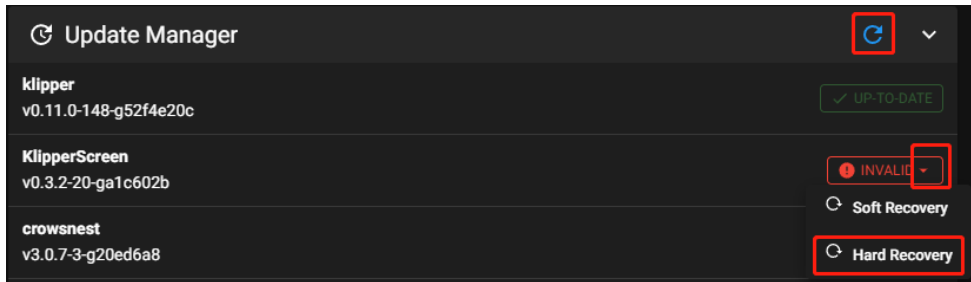 Update Manager
klipper
v0.11.0-148-g52f4e20c
UP-TO-DATE
KlipperScreen
v0.3.2-20-ga1c602b
INVALID
Soft Recovery
crowsnest
v3.0.7-3-g20ed6a8
Hard Recovery